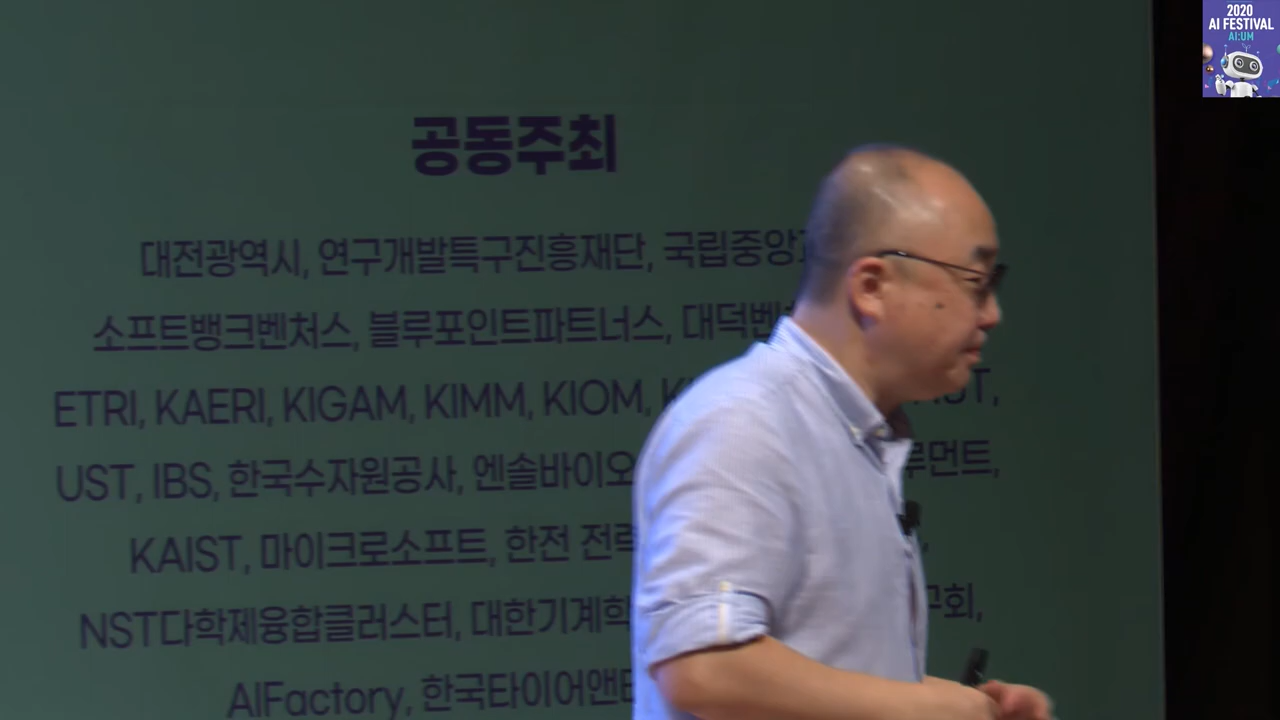 2020
AI FESTIVAL
AI:UM
공동주최
대전광역시, 연구개발특구진흥재단, 국립중앙
소프트뱅크벤처스, 블루포인트파트너스, 대덕벤
ETRI, KAERI, KIGAM, KIMM, KIOM,
UST, IBS, 한국수자원공사, 엔솔바이오 루먼트,
KAIST, 마이크로소프트, 한전 전력
NST다학제융합클러스터, 대한기계학 구회,
AIFactory, 한국타이어앤